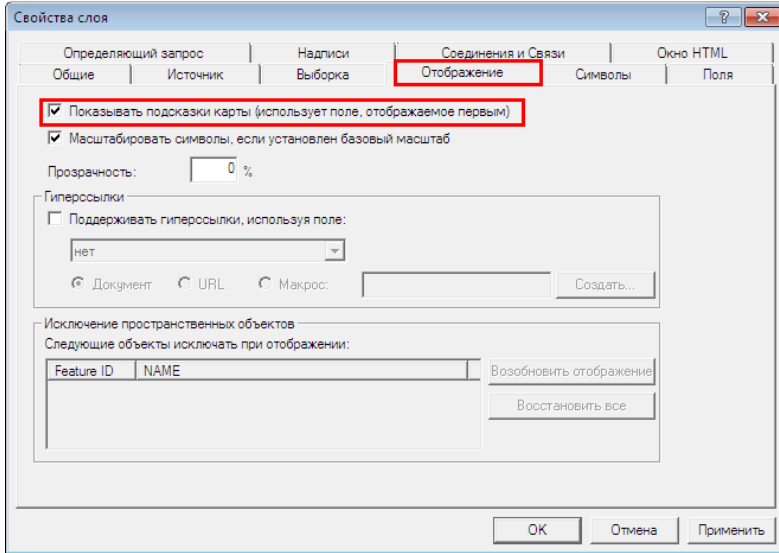 Свойства слоя
?
Определяющий запрос Надписи Соединения и Связи Окно HTML
Общие Источник Выборка Отображение Символы Поля
Показывать подсказки карты (использует поле, отображаемое первым)
Масштабировать символы, если установлен базовый масштаб
Прозрачность: 0 %
Гиперссылки
Поддерживать гиперссылки, используя поле:
нет
Документ URL Макрос: Создать...
Исключение пространственных объектов
Следующие объекты исключать при отображении:
Feature ID NAME Возобновить отображение
Восстановить все
OK Отмена Применить